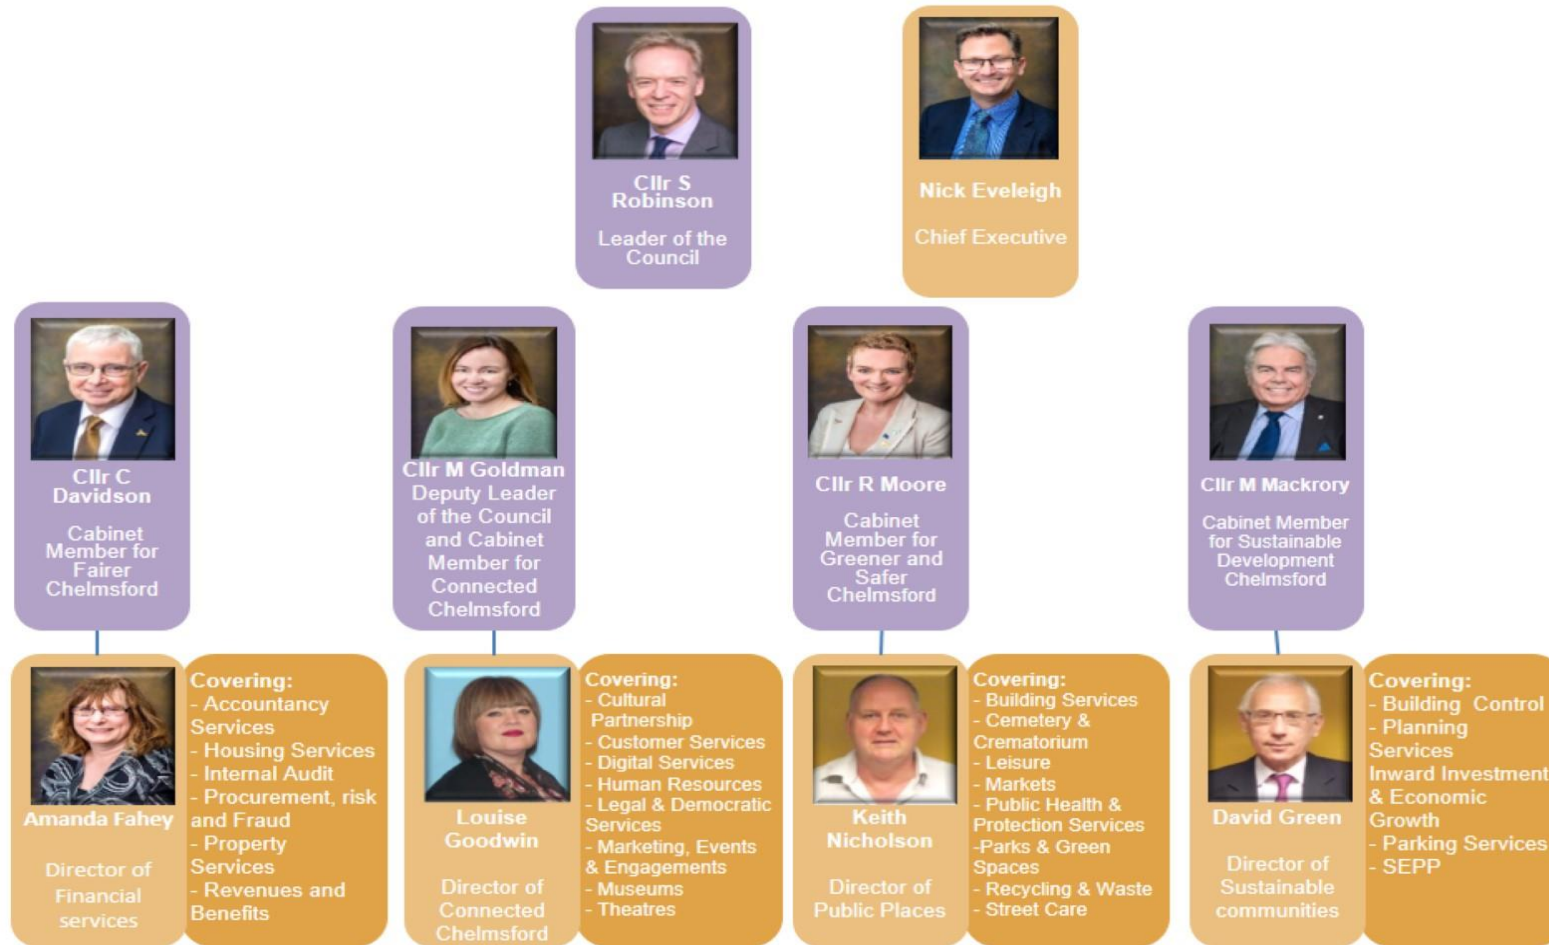 Cllr S
Robinson
Leader of the
Council
Nick Eveleigh
Chief Executive
Cllr C
Davidson
Cabinet
Member for
Fairer
Chelmsford
Cllr M Goldman
Deputy Leader
of the Council
and Cabinet
Member for
Connected
Chelmsford
Cllr R Moore
Cabinet
Member for
Greener and
Safer
Chelmsford
Cllr M Mackrory
Cabinet Member
for Sustainable
Development
Chelmsford
Amanda Fahey
Director of
Financial
services
Covering:
- Accountancy
Services
- Housing Services
- Internal Audit
- Procurement, risk
and Fraud
- Property
Services
- Revenues and
Benefits
Louise
Goodwin
Director of
Connected
Chelmsford
Covering:
- Cultural
Partnership
- Customer Services
- Digital Services
- Human Resources
- Legal & Democratic
Services
- Marketing, Events
& Engagements
- Museums
- Theatres
Keith
Nicholson
Director of
Public Places
Covering:
- Building Services
- Cemetery &
Crematorium
- Leisure
- Markets
- Public Health &
Protection Services
-Parks & Green
Spaces
- Recycling & Waste
- Street Care
David Green
Director of
Sustainable
communities
Covering:
- Building Control
- Planning
Services
Inward Investment
& Economic
Growth
- Parking Services
- SEPP